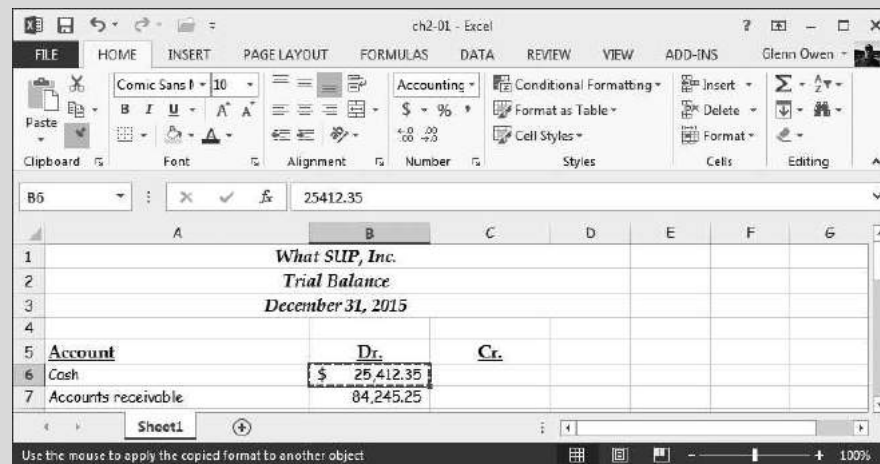 ch2-01 - Excel
FILE HOME INSERT PAGE LAYOUT FORMULAS DATA REVIEW VIEW ADD-INS Glenn Owen
Comic Sans M 10 Accounting Conditional Formatting Insert
Paste B I U A A $ % , Format as Table Delete
A Cell Styles Format
Clipboard Font Alignment Number Styles Cells Editing
B6 fx 25412.35
A B C D E F G
1 What SUP, Inc.
2 Trial Balance
3 December 31, 2015
4
5 Account Dr. Cr.
6 Cash $ 25,412.35
7 Accounts receivable 84,245.25
Sheet1
Use the mouse to apply the copied format to another object 100%